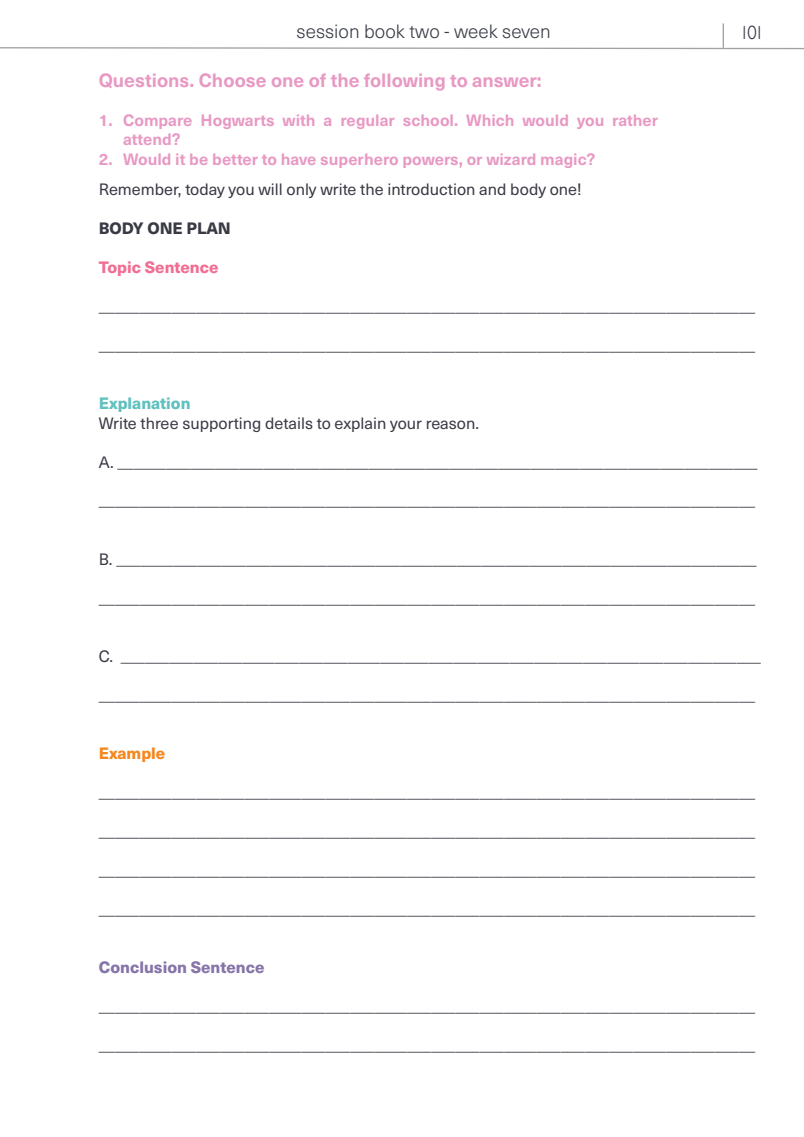 session book two - week seven
101
Questions. Choose one of the following to answer:
1. Compare Hogwarts with a regular school. Which would you rather
attend?
2. Would it be better to have superhero powers, or wizard magic?
Remember, today you will only write the introduction and body one!
BODY ONE PLAN
Topic Sentence
Explanation
Write three supporting details to explain your reason.
A.
B.
C.
Example
Conclusion Sentence